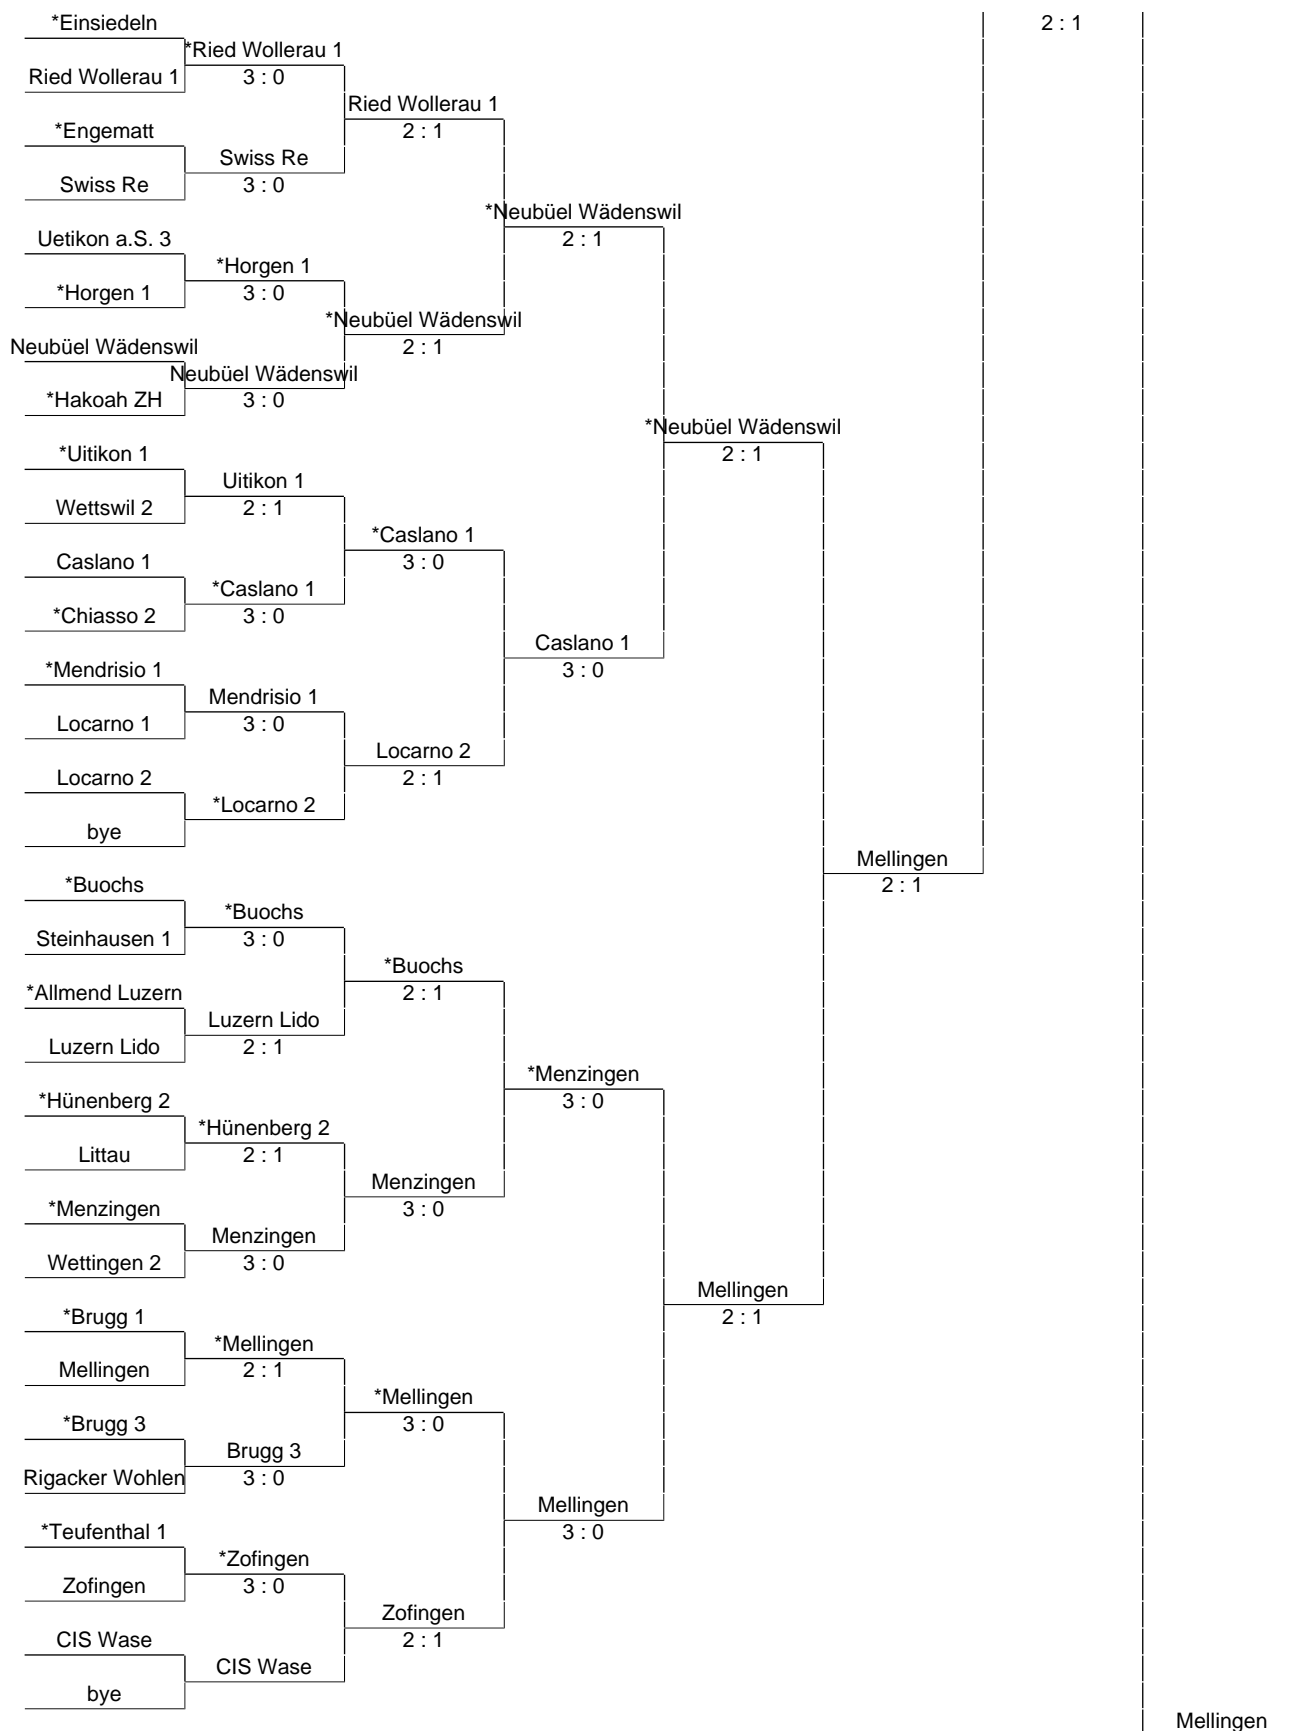 *Einsiedeln
2 : 1
*Ried Wollerau 1
Ried Wollerau 1
3 : 0
Ried Wollerau 1
*Engematt
2 : 1
Swiss Re
Swiss Re
3 : 0
*Neubüel Wädenswil
Uetikon a.S. 3
2 : 1
*Horgen 1
*Horgen 1
3 : 0
*Neubüel Wädenswil
Neubüel Wädenswil
2 : 1
Neubüel Wädenswil
*Hakoah ZH
3 : 0
*Neubüel Wädenswil
*Uitikon 1
2 : 1
Uitikon 1
Wettswil 2
2 : 1
*Caslano 1
Caslano 1
3 : 0
*Caslano 1
*Chiasso 2
3 : 0
Caslano 1
*Mendrisio 1
3 : 0
Mendrisio 1
Locarno 1
3 : 0
Locarno 2
Locarno 2
2 : 1
*Locarno 2
bye
Mellingen
*Buochs
2 : 1
*Buochs
Steinhausen 1
3 : 0
*Buochs
*Allmend Luzern
2 : 1
Luzern Lido
Luzern Lido
2 : 1
*Menzingen
*Hünenberg 2
3 : 0
*Hünenberg 2
Littau
2 : 1
Menzingen
*Menzingen
3 : 0
Menzingen
Wettingen 2
3 : 0
Mellingen
*Brugg 1
2 : 1
*Mellingen
Mellingen
2 : 1
*Mellingen
*Brugg 3
3 : 0
Brugg 3
Rigacker Wohlen
3 : 0
Mellingen
*Teufenthal 1
3 : 0
*Zofingen
Zofingen
3 : 0
Zofingen
CIS Wase
2 : 1
CIS Wase
bye
Mellingen